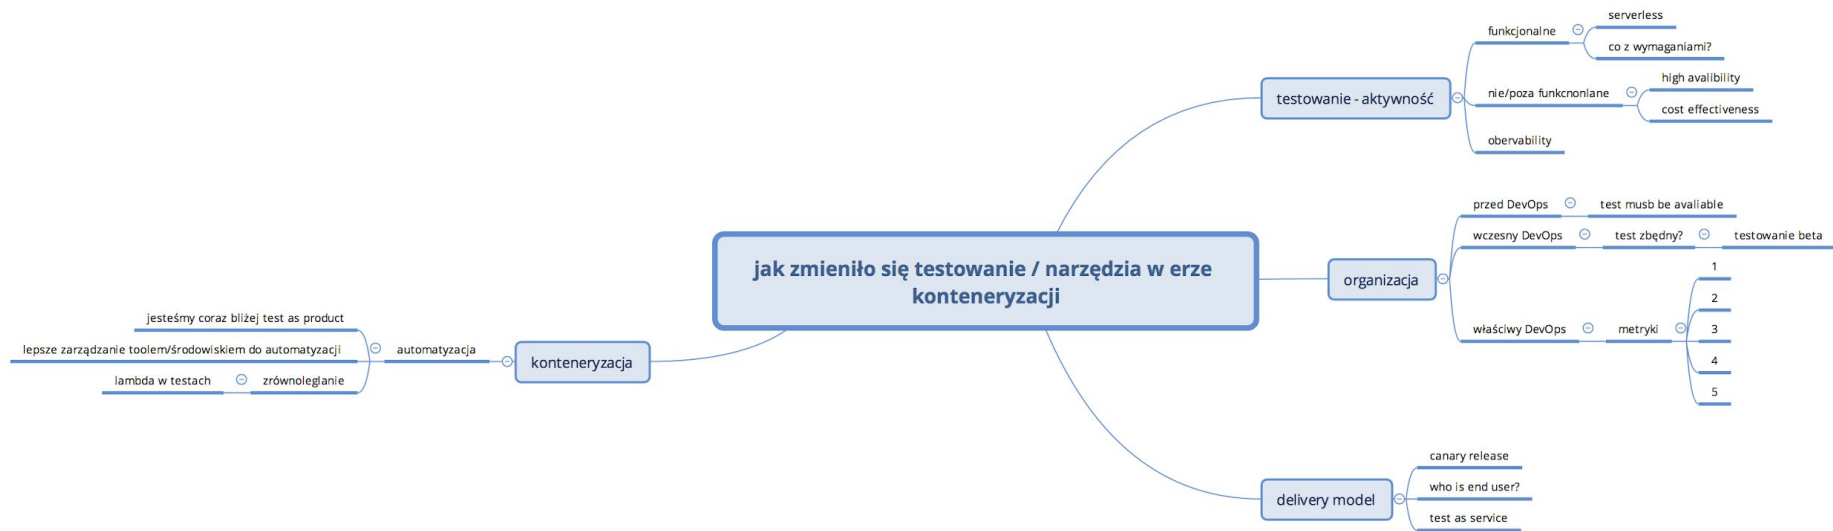 jak zmieniło się testowanie / narzędzia w erze
konteneryzacji
testowanie - aktywność
funkcjonalne
serverless
co z wymaganiami?
nie/poza funkcnonlane
high avalibility
cost effectiveness
obervability
organizacja
przed DevOps
test musb be avaliable
wczesny DevOps
test zbędny?
testowanie beta
właściwy DevOps
metryki
1
2
3
4
5
delivery model
canary release
who is end user?
test as service
konteneryzacja
automatyzacja
jesteśmy coraz bliżej test as product
lepsze zarządzanie toolem/środowiskiem do automatyzacji
zrównoleglanie
lambda w testach